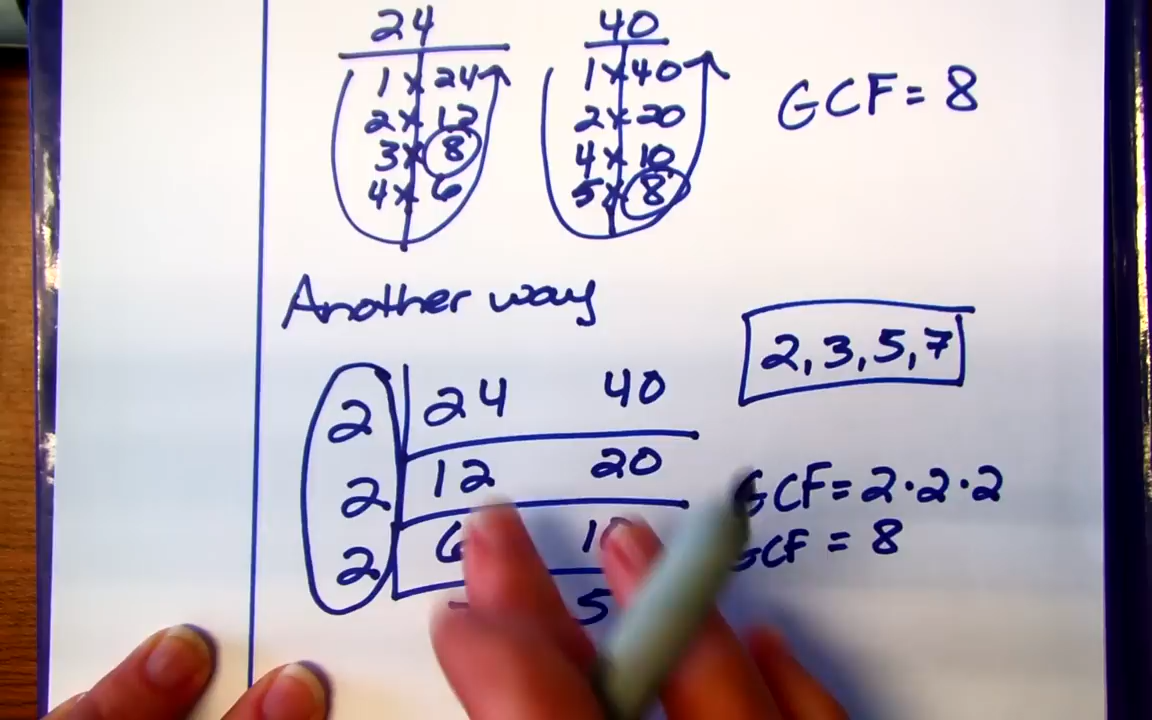 24 40
1 x 24 1 x 40 GCF = 8
2 x 12 2 x 20
3 x 8 4 x 10
4 x 6 5 x 8
Another way
2, 3, 5, 7
2 24 40
2 12 20 GCF = 2 · 2 · 2
2 6 GCF = 8
5